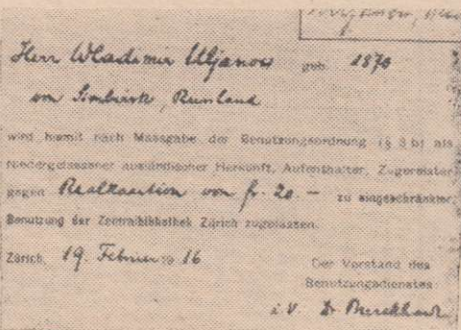 Herr Wladimir Uljanow geb. 1870
von Simbirsk, Russland
wird hiemit nach Massgabe der Benutzungsordnung (§ 3 b) als
niedergelassener ausländischer Herkunft, Aufenthalter, Zugereister
gegen Realkaution von fr. 20.— zu eingeschränkter
Benutzung der Zentralbibliothek Zürich zugelassen.
Zürich, 19. Februar 1916
Der Vorstand des
Benutzungsdienstes
i. V. Dr Burckhardt